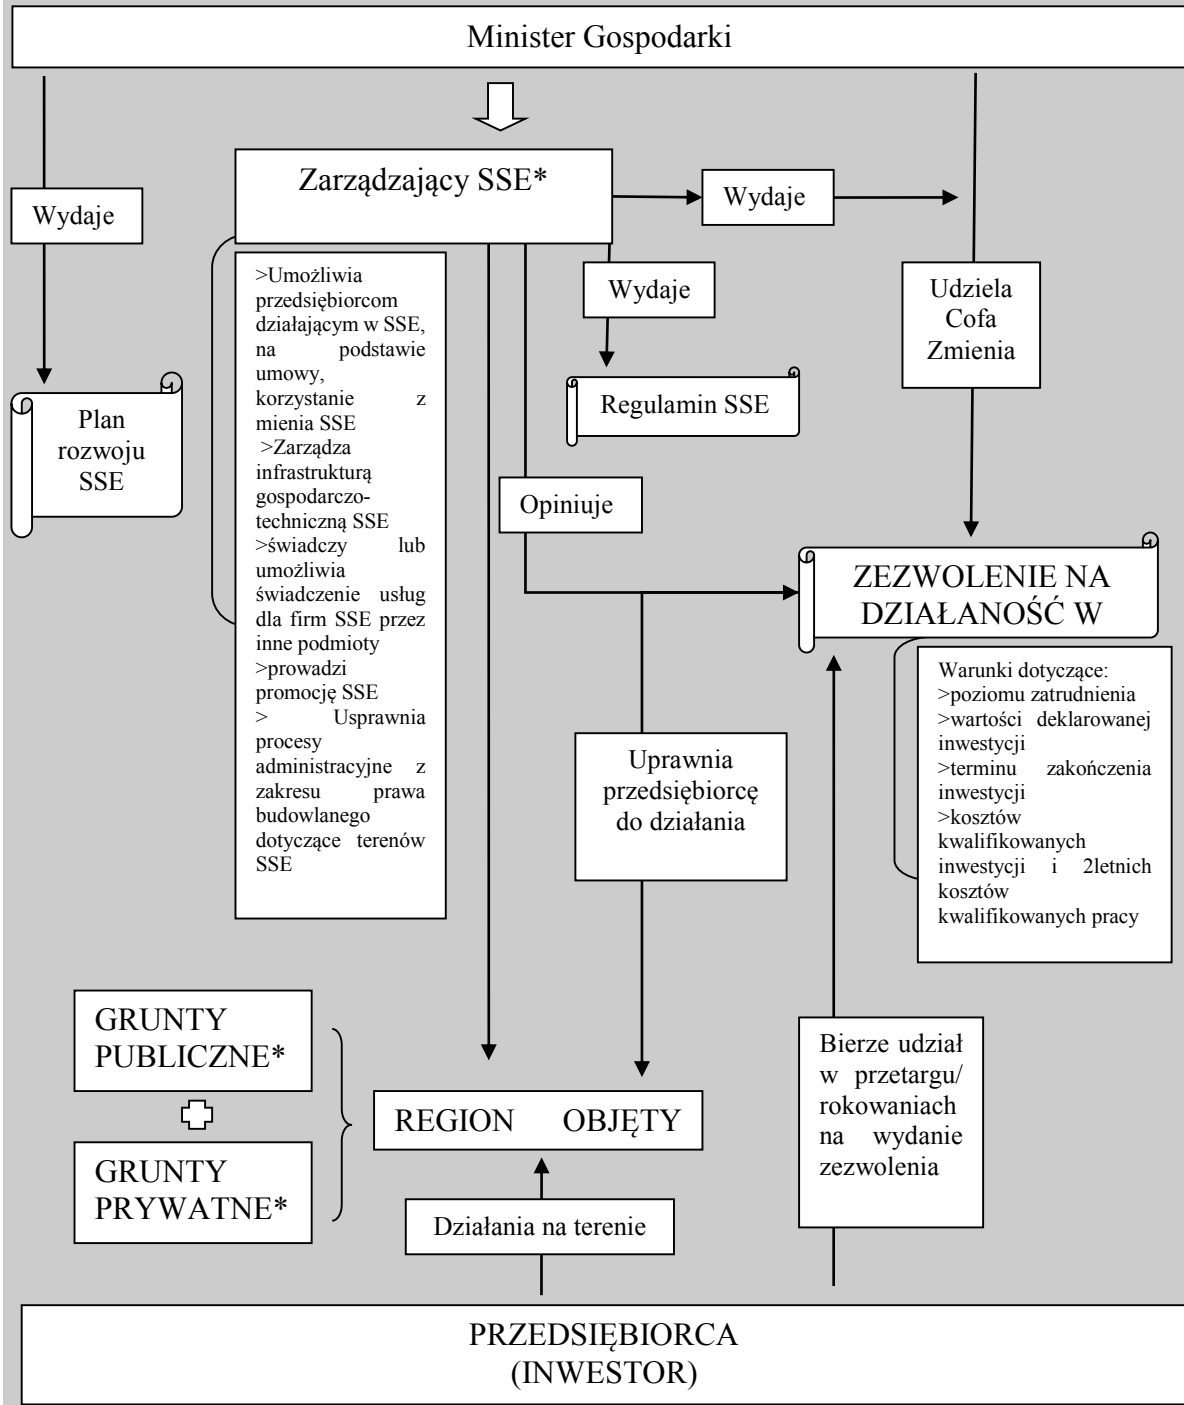 Minister Gospodarki
Zarządzający SSE*
Wydaje
Wydaje
>Umożliwia
przedsiębiorcom
działającym w SSE,
na podstawie
umowy,
korzystanie z
mienia SSE
>Zarządza
infrastrukturą
gospodarczo-
techniczną SSE
>świadczy lub
umożliwia
świadczenie usług
dla firm SSE przez
inne podmioty
>prowadzi
promocję SSE
> Usprawnia
procesy
administracyjne z
zakresu prawa
budowlanego
dotyczące terenów
SSE
Wydaje
Udziela
Cofa
Zmienia
Plan
rozwoju
SSE
Regulamin SSE
Opiniuje
ZEZWOLENIE NA
DZIAŁANOŚĆ W
Warunki dotyczące:
>poziomu zatrudnienia
>wartości deklarowanej
inwestycji
>terminu zakończenia
inwestycji
>kosztów
kwalifikowanych
inwestycji i 2letnich
kosztów
kwalifikowanych pracy
Uprawnia
przedsiębiorcę
do działania
GRUNTY
PUBLICZNE*
GRUNTY
PRYWATNE*
REGION OBJĘTY
Bierze udział
w przetargu/
rokowaniach
na wydanie
zezwolenia
Działania na terenie
PRZEDSIĘBIORCA
(INWESTOR)